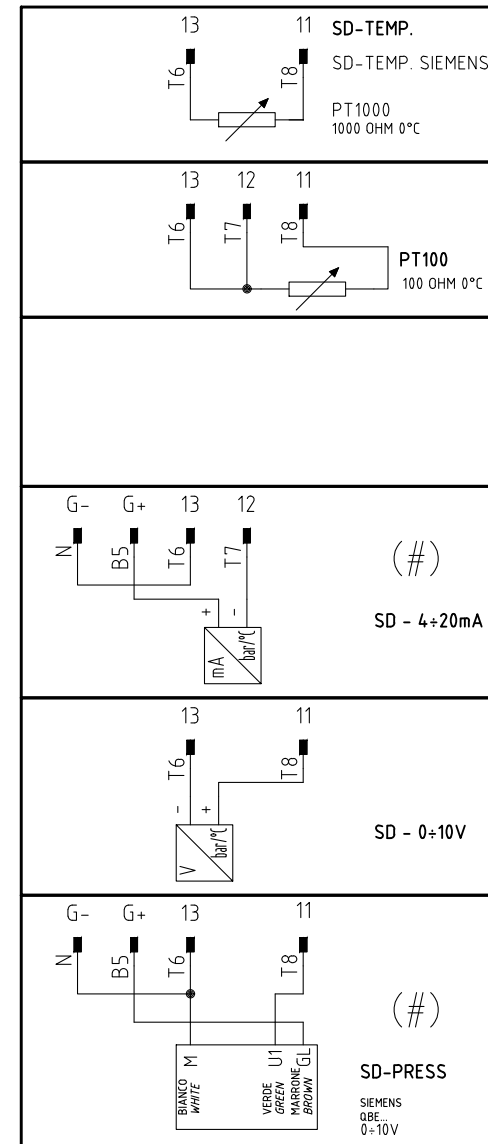 13 11 SD-TEMP.
T6 T8 SD-TEMP. SIEMENS
PT1000
1000 OHM 0°C
13 12 11
T6 T7 T8
PT100
100 OHM 0°C
G- G+ 13 12
N B5 T6 T7
(#)
+ -
mA bar/°C
SD - 4÷20mA
13 11
T6 T8
- +
V bar/°C
SD - 0÷10V
G- G+ 13 11
N B5 T6 T8
(#)
M U1 GL
BIANCO
WHITE
VERDE
GREEN
MARRONE
BROWN
SD-PRESS
SIEMENS
QBE...
0÷10V